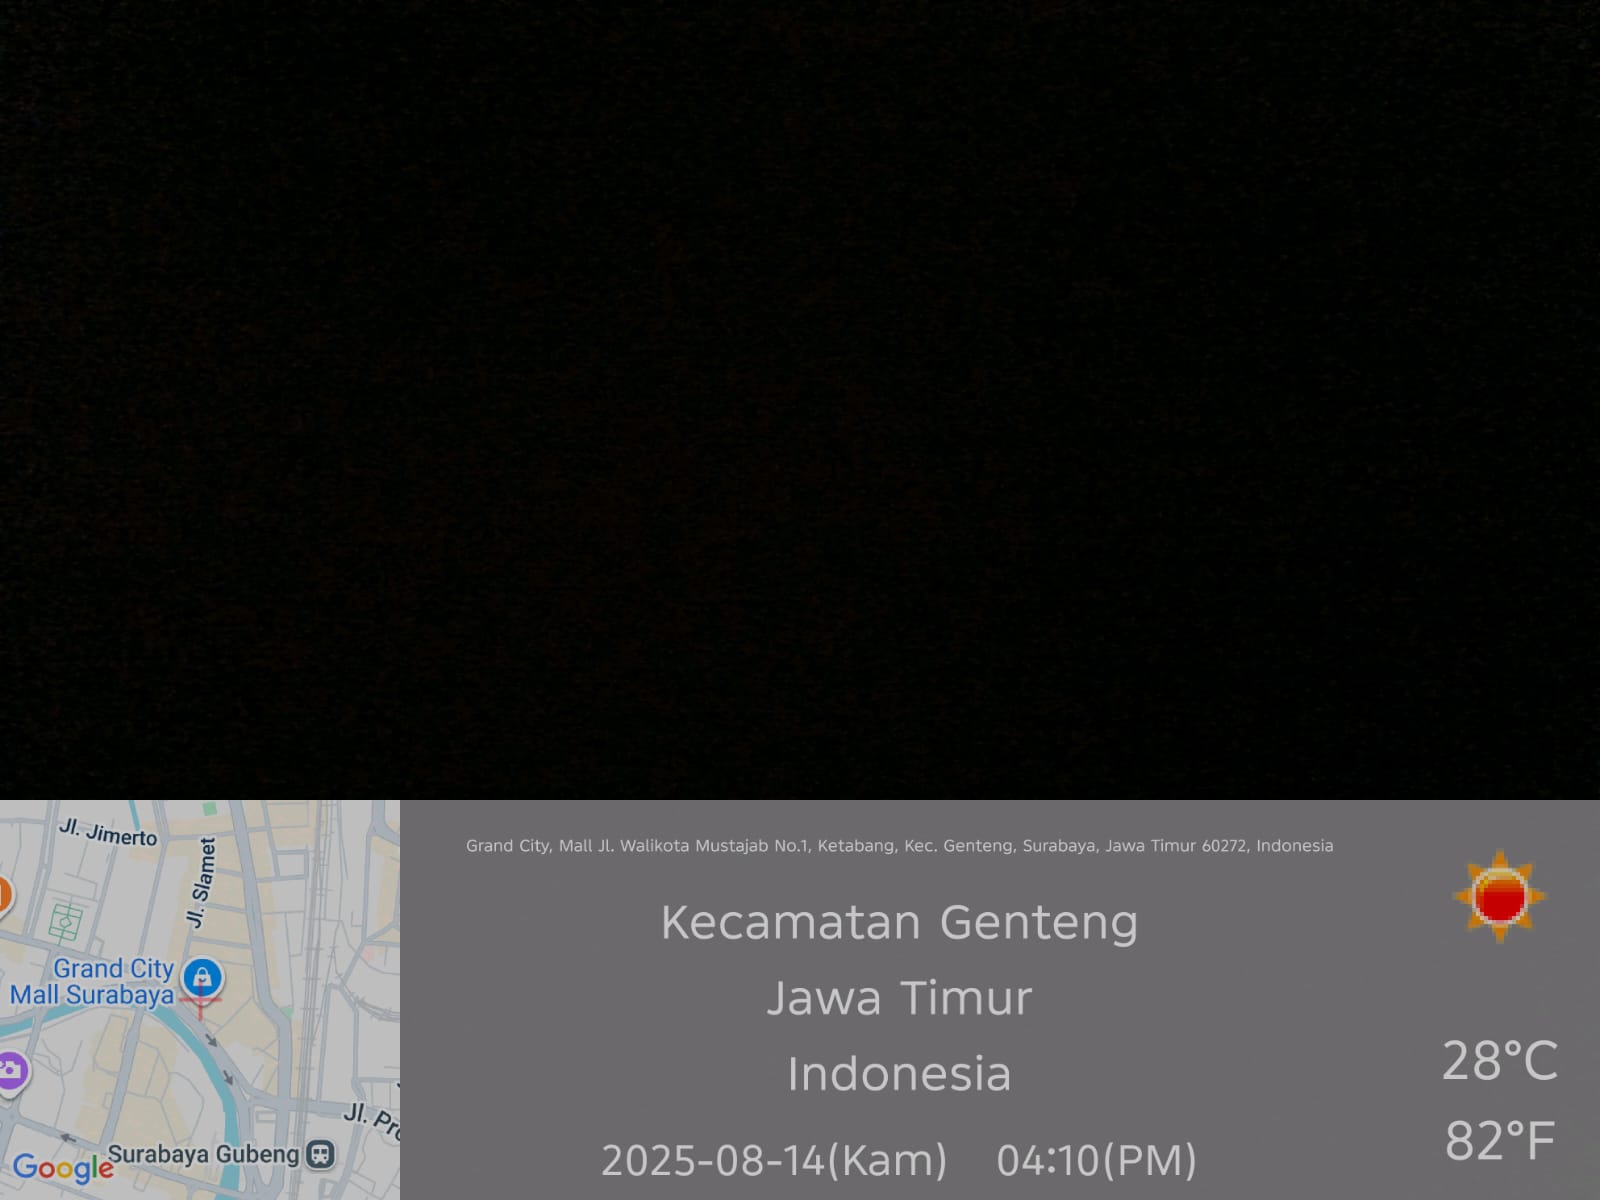 Grand City, Mall Jl. Walikota Mustajab No.1, Ketabang, Kec. Genteng, Surabaya, Jawa Timur 60272, Indonesia
Kecamatan Genteng
Jawa Timur
Indonesia
2025-08-14(Kam) 04:10(PM)
28°C
82°F
Jl. Jimerto
Jl. Slamet
Grand City
Mall Surabaya
Jl. Pro
Surabaya Gubeng
Google